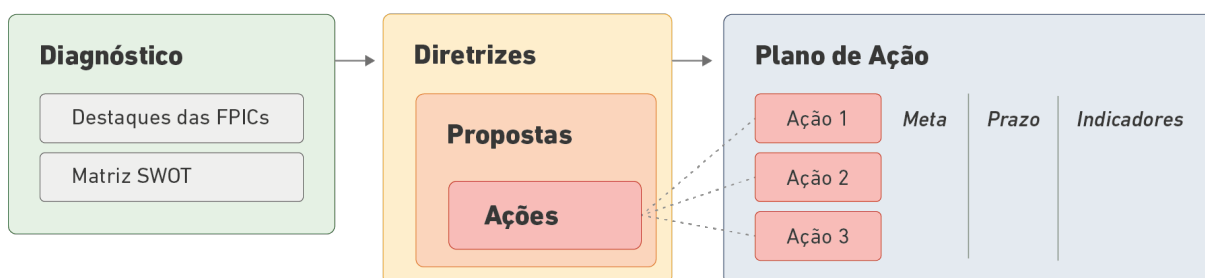 Diagnóstico
Destaques das FPICs
Matriz SWOT
Diretrizes
Propostas
Ações
Plano de Ação
Ação 1
Meta
Prazo
Indicadores
Ação 2
Ação 3